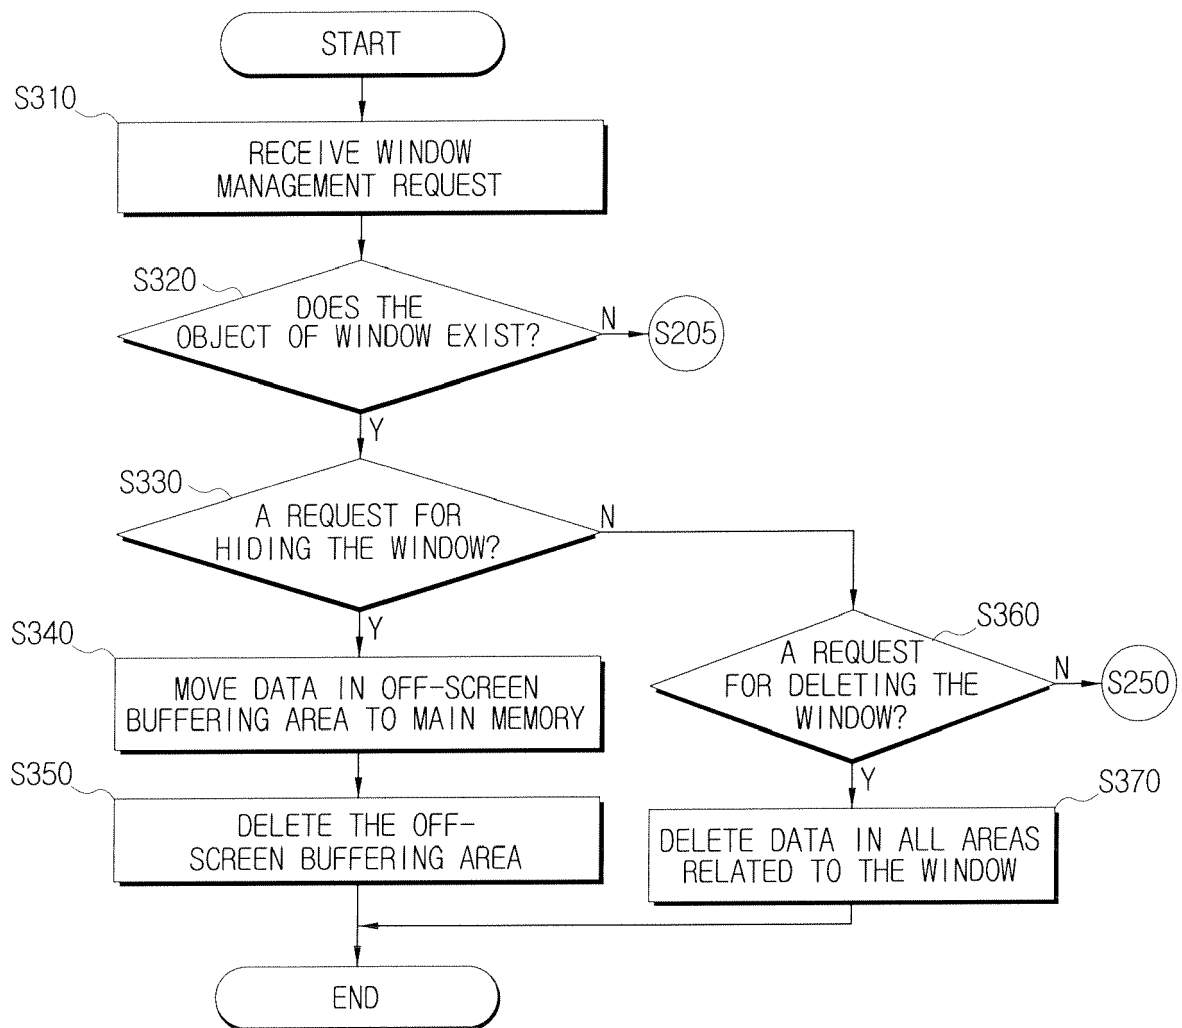 START
S310
RECEIVE WINDOW
MANAGEMENT REQUEST
S320
DOES THE
OBJECT OF WINDOW EXIST?
N
S205
Y
S330
A REQUEST FOR
HIDING THE WINDOW?
N
Y
S340
MOVE DATA IN OFF-SCREEN
BUFFERING AREA TO MAIN MEMORY
S350
DELETE THE OFF-
SCREEN BUFFERING AREA
S360
A REQUEST
FOR DELETING THE
WINDOW?
N
S250
Y
S370
DELETE DATA IN ALL AREAS
RELATED TO THE WINDOW
END